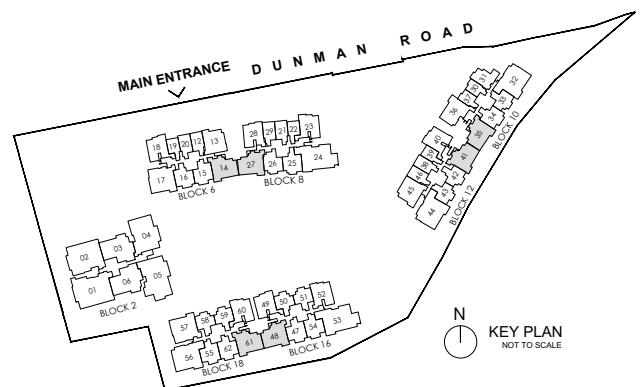 DUNMAN ROAD
MAIN ENTRANCE
18 19 20 12 13
17 16 15 14
BLOCK 6
28 29 21 22 23
27 26 25 24
BLOCK 8
31 32
30
37 33
36 34
35
BLOCK 10
40
39 41
38
46 42
45 43
44
BLOCK 12
02 03 04
01 06 05
BLOCK 2
57 58 59 60
56 55 62 61
BLOCK 18
49 50 51 52
48 47 54 53
BLOCK 16
N
KEY PLAN
NOT TO SCALE